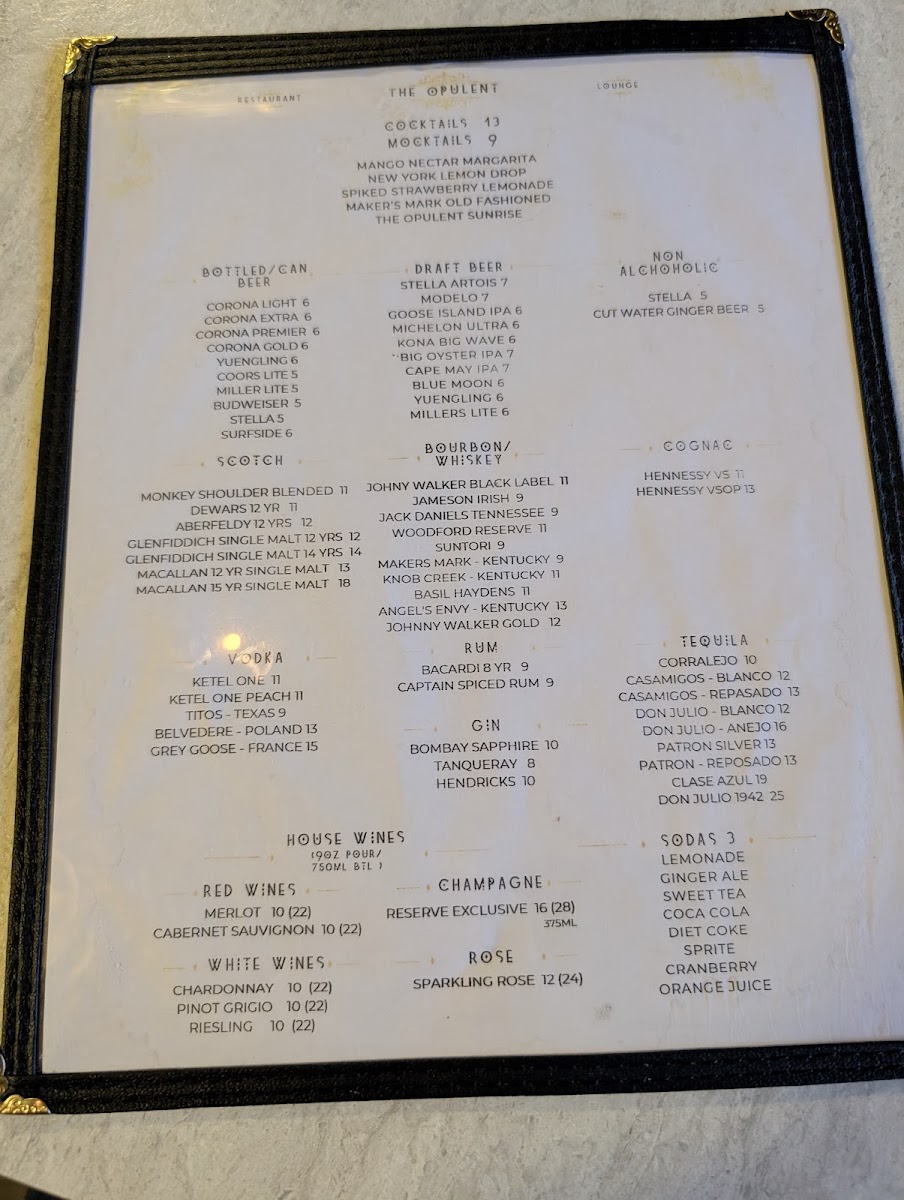 RESTAURANT
THE OPULENT
LOUNGE
COCKTAILS 13
MOCKTAILS 9
MANGO NECTAR MARGARITA
NEW YORK LEMON DROP
SPIKED STRAWBERRY LEMONADE
MAKER'S MARK OLD FASHIONED
THE OPULENT SUNRISE
BOTTLED/CAN
BEER
CORONA LIGHT 6
CORONA EXTRA 6
CORONA PREMIER 6
CORONA GOLD 6
YUENGLING 6
COORS LITE 5
MILLER LITE 5
BUDWEISER 5
STELLA 5
SURFSIDE 6
DRAFT BEER
STELLA ARTOIS 7
MODELO 7
GOOSE ISLAND IPA 6
MICHELON ULTRA 6
KONA BIG WAVE 6
BIG OYSTER IPA 7
CAPE MAY IPA 7
BLUE MOON 6
YUENGLING 6
MILLERS LITE 6
NON
ALCHOHOLIC
STELLA 5
CUT WATER GINGER BEER 5
SCOTCH
MONKEY SHOULDER BLENDED 11
DEWARS 12 YR 11
ABERFELDY 12 YRS 12
GLENFIDDICH SINGLE MALT 12 YRS 12
GLENFIDDICH SINGLE MALT 14 YRS 14
MACALLAN 12 YR SINGLE MALT 13
MACALLAN 15 YR SINGLE MALT 18
BOURBON/
WHISKEY
JOHNY WALKER BLACK LABEL 11
JAMESON IRISH 9
JACK DANIELS TENNESSEE 9
WOODFORD RESERVE 11
SUNTORI 9
MAKERS MARK - KENTUCKY 9
KNOB CREEK - KENTUCKY 11
BASIL HAYDENS 11
ANGEL'S ENVY - KENTUCKY 13
JOHNNY WALKER GOLD 12
COGNAC
HENNESSY VS 11
HENNESSY VSOP 13
VODKA
KETEL ONE 11
KETEL ONE PEACH 11
TITOS - TEXAS 9
BELVEDERE - POLAND 13
GREY GOOSE - FRANCE 15
RUM
BACARDI 8 YR 9
CAPTAIN SPICED RUM 9
GIN
BOMBAY SAPPHIRE 10
TANQUERAY 8
HENDRICKS 10
TEQUILA
CORRALEJO 10
CASAMIGOS - BLANCO 12
CASAMIGOS - REPASADO 13
DON JULIO - BLANCO 12
DON JULIO - ANEJO 16
PATRON SILVER 13
PATRON - REPOSADO 13
CLASE AZUL 19
DON JULIO 1942 25
HOUSE WINES
(9OZ POUR/
750ML BTL )
RED WINES
MERLOT 10 (22)
CABERNET SAUVIGNON 10 (22)
WHITE WINES
CHARDONNAY 10 (22)
PINOT GRIGIO 10 (22)
RIESLING 10 (22)
CHAMPAGNE
RESERVE EXCLUSIVE 16 (28)
375ML
ROSE
SPARKLING ROSE 12 (24)
SODAS 3
LEMONADE
GINGER ALE
SWEET TEA
COCA COLA
DIET COKE
SPRITE
CRANBERRY
ORANGE JUICE